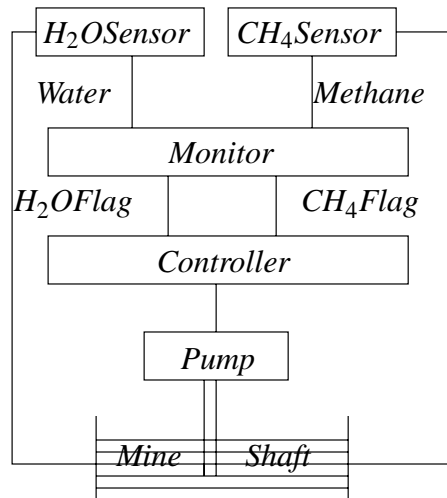 H₂OSensor CH₄Sensor
Water Methane
Monitor
H₂OFlag CH₄Flag
Controller
Pump
Mine Shaft